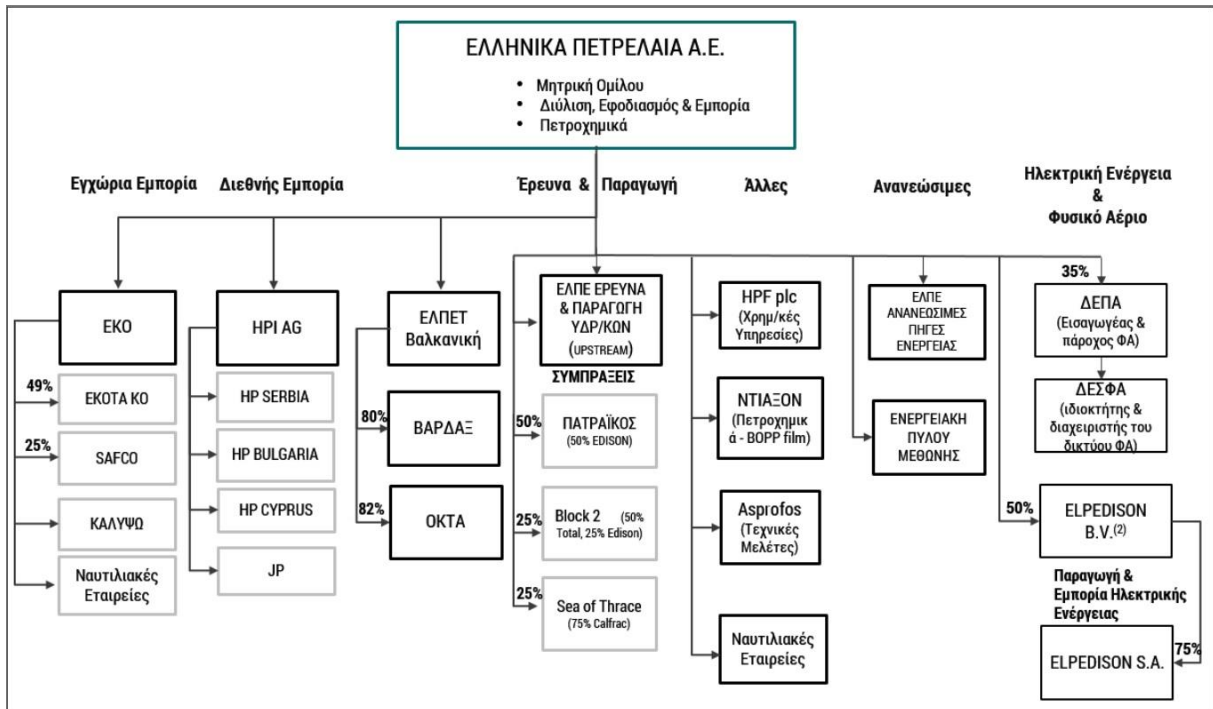 ΕΛΛΗΝΙΚΑ ΠΕΤΡΕΛΑΙΑ Α.Ε.
• Μητρική Ομίλου
• Διύλιση, Εφοδιασμός & Εμπορία
• Πετροχημικά
Εγχώρια Εμπορία
Διεθνής Εμπορία
Έρευνα & Παραγωγή
Άλλες
Ανανεώσιμες
Ηλεκτρική Ενέργεια
&
Φυσικό Αέριο
ΕΚΟ
49%
ΕΚΟΤΑ ΚΟ
25%
SAFCO
ΚΑΛΥΨΩ
Ναυτιλιακές
Εταιρείες
HPI AG
HP SERBIA
HP BULGARIA
HP CYPRUS
JP
ΕΛΠΕΤ
Βαλκανική
80%
ΒΑΡΔΑΞ
82%
ΟΚΤΑ
ΕΛΠΕ ΕΡΕΥΝΑ
& ΠΑΡΑΓΩΓΗ
ΥΔΡ/ΚΩΝ
(UPSTREAM)
ΣΥΜΠΡΑΞΕΙΣ
50%
ΠΑΤΡΑΪΚΟΣ
(50% EDISON)
25%
Block 2 (50%
Total, 25% Edison)
25%
Sea of Thrace
(75% Calfrac)
HPF plc
(Χρημ/κές
Υπηρεσίες)
ΝΤΙΑΞΟΝ
(Πετροχημικ
ά - BOPP film)
Asprofos
(Τεχνικές
Μελέτες)
Ναυτιλιακές
Εταιρείες
ΕΛΠΕ
ΑΝΑΝΕΩΣΙΜΕΣ
ΠΗΓΕΣ
ΕΝΕΡΓΕΙΑΣ
ΕΝΕΡΓΕΙΑΚΗ
ΠΥΛΟΥ
ΜΕΘΩΝΗΣ
35%
ΔΕΠΑ
(Εισαγωγέας &
πάροχος ΦΑ)
ΔΕΣΦΑ
(ιδιοκτήτης &
διαχειριστής του
δικτύου ΦΑ)
50%
ELPEDISON
B.V.(2)
Παραγωγή &
Εμπορία Ηλεκτρικής
Ενέργειας
ELPEDISON S.A.
75%